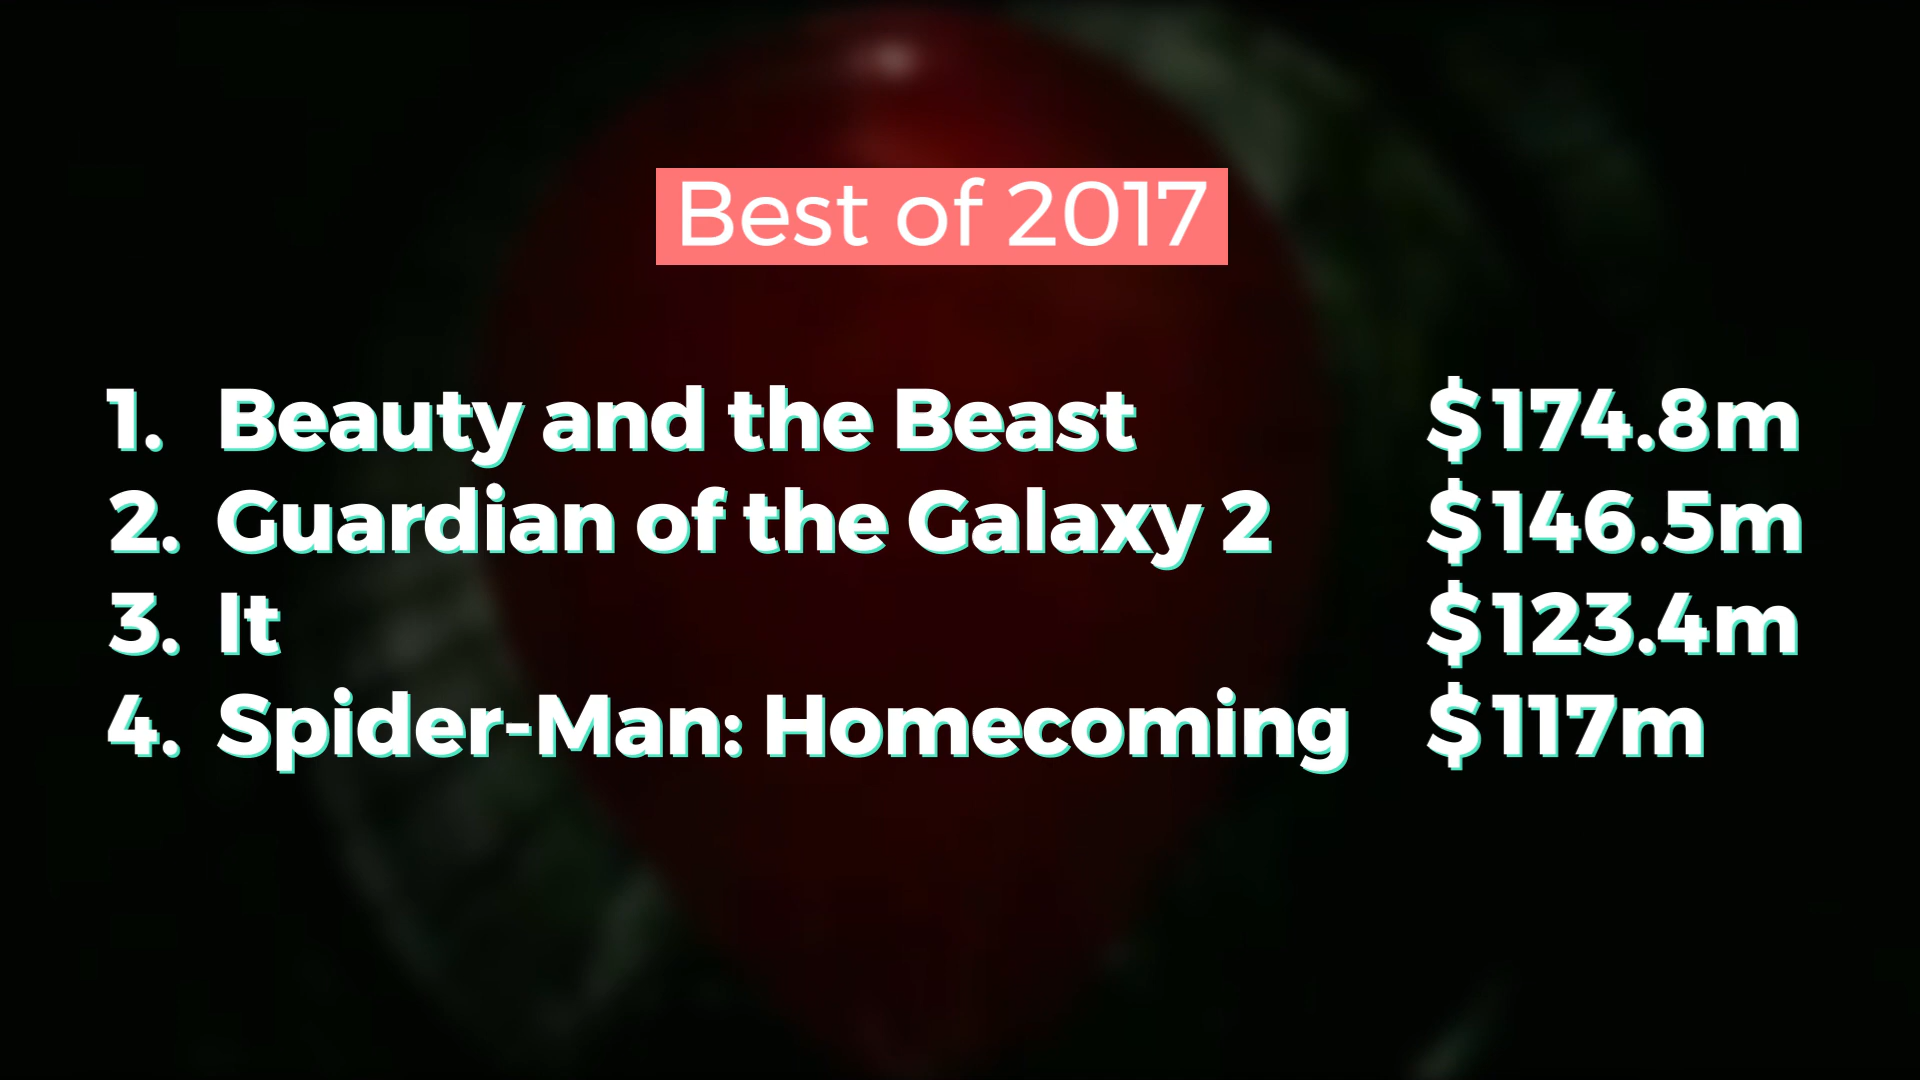 Best of 2017
1. Beauty and the Beast $174.8m
2. Guardian of the Galaxy 2 $146.5m
3. It $123.4m
4. Spider-Man: Homecoming $117m